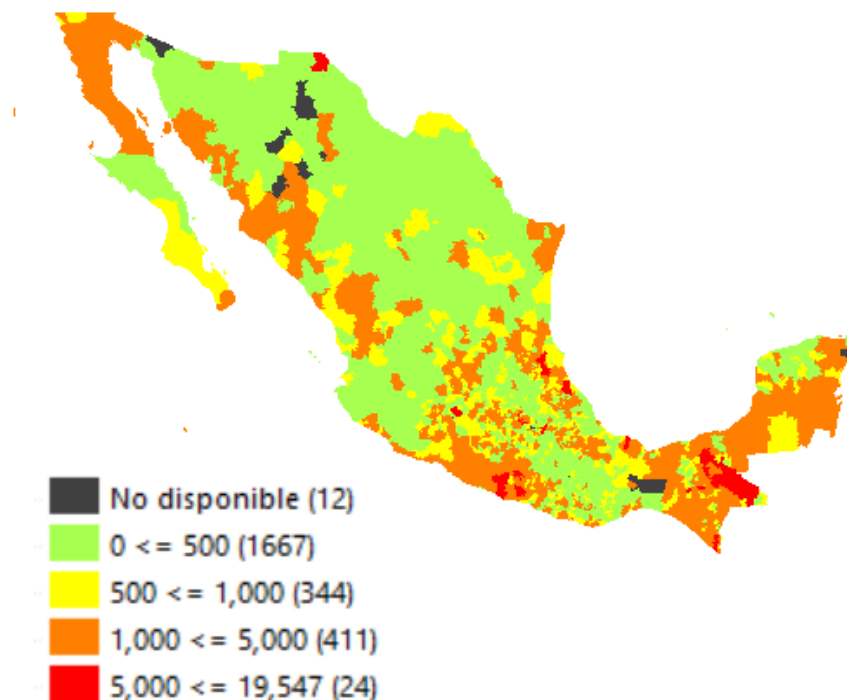 No disponible (12)
0 <= 500 (1667)
500 <= 1,000 (344)
1,000 <= 5,000 (411)
5,000 <= 19,547 (24)